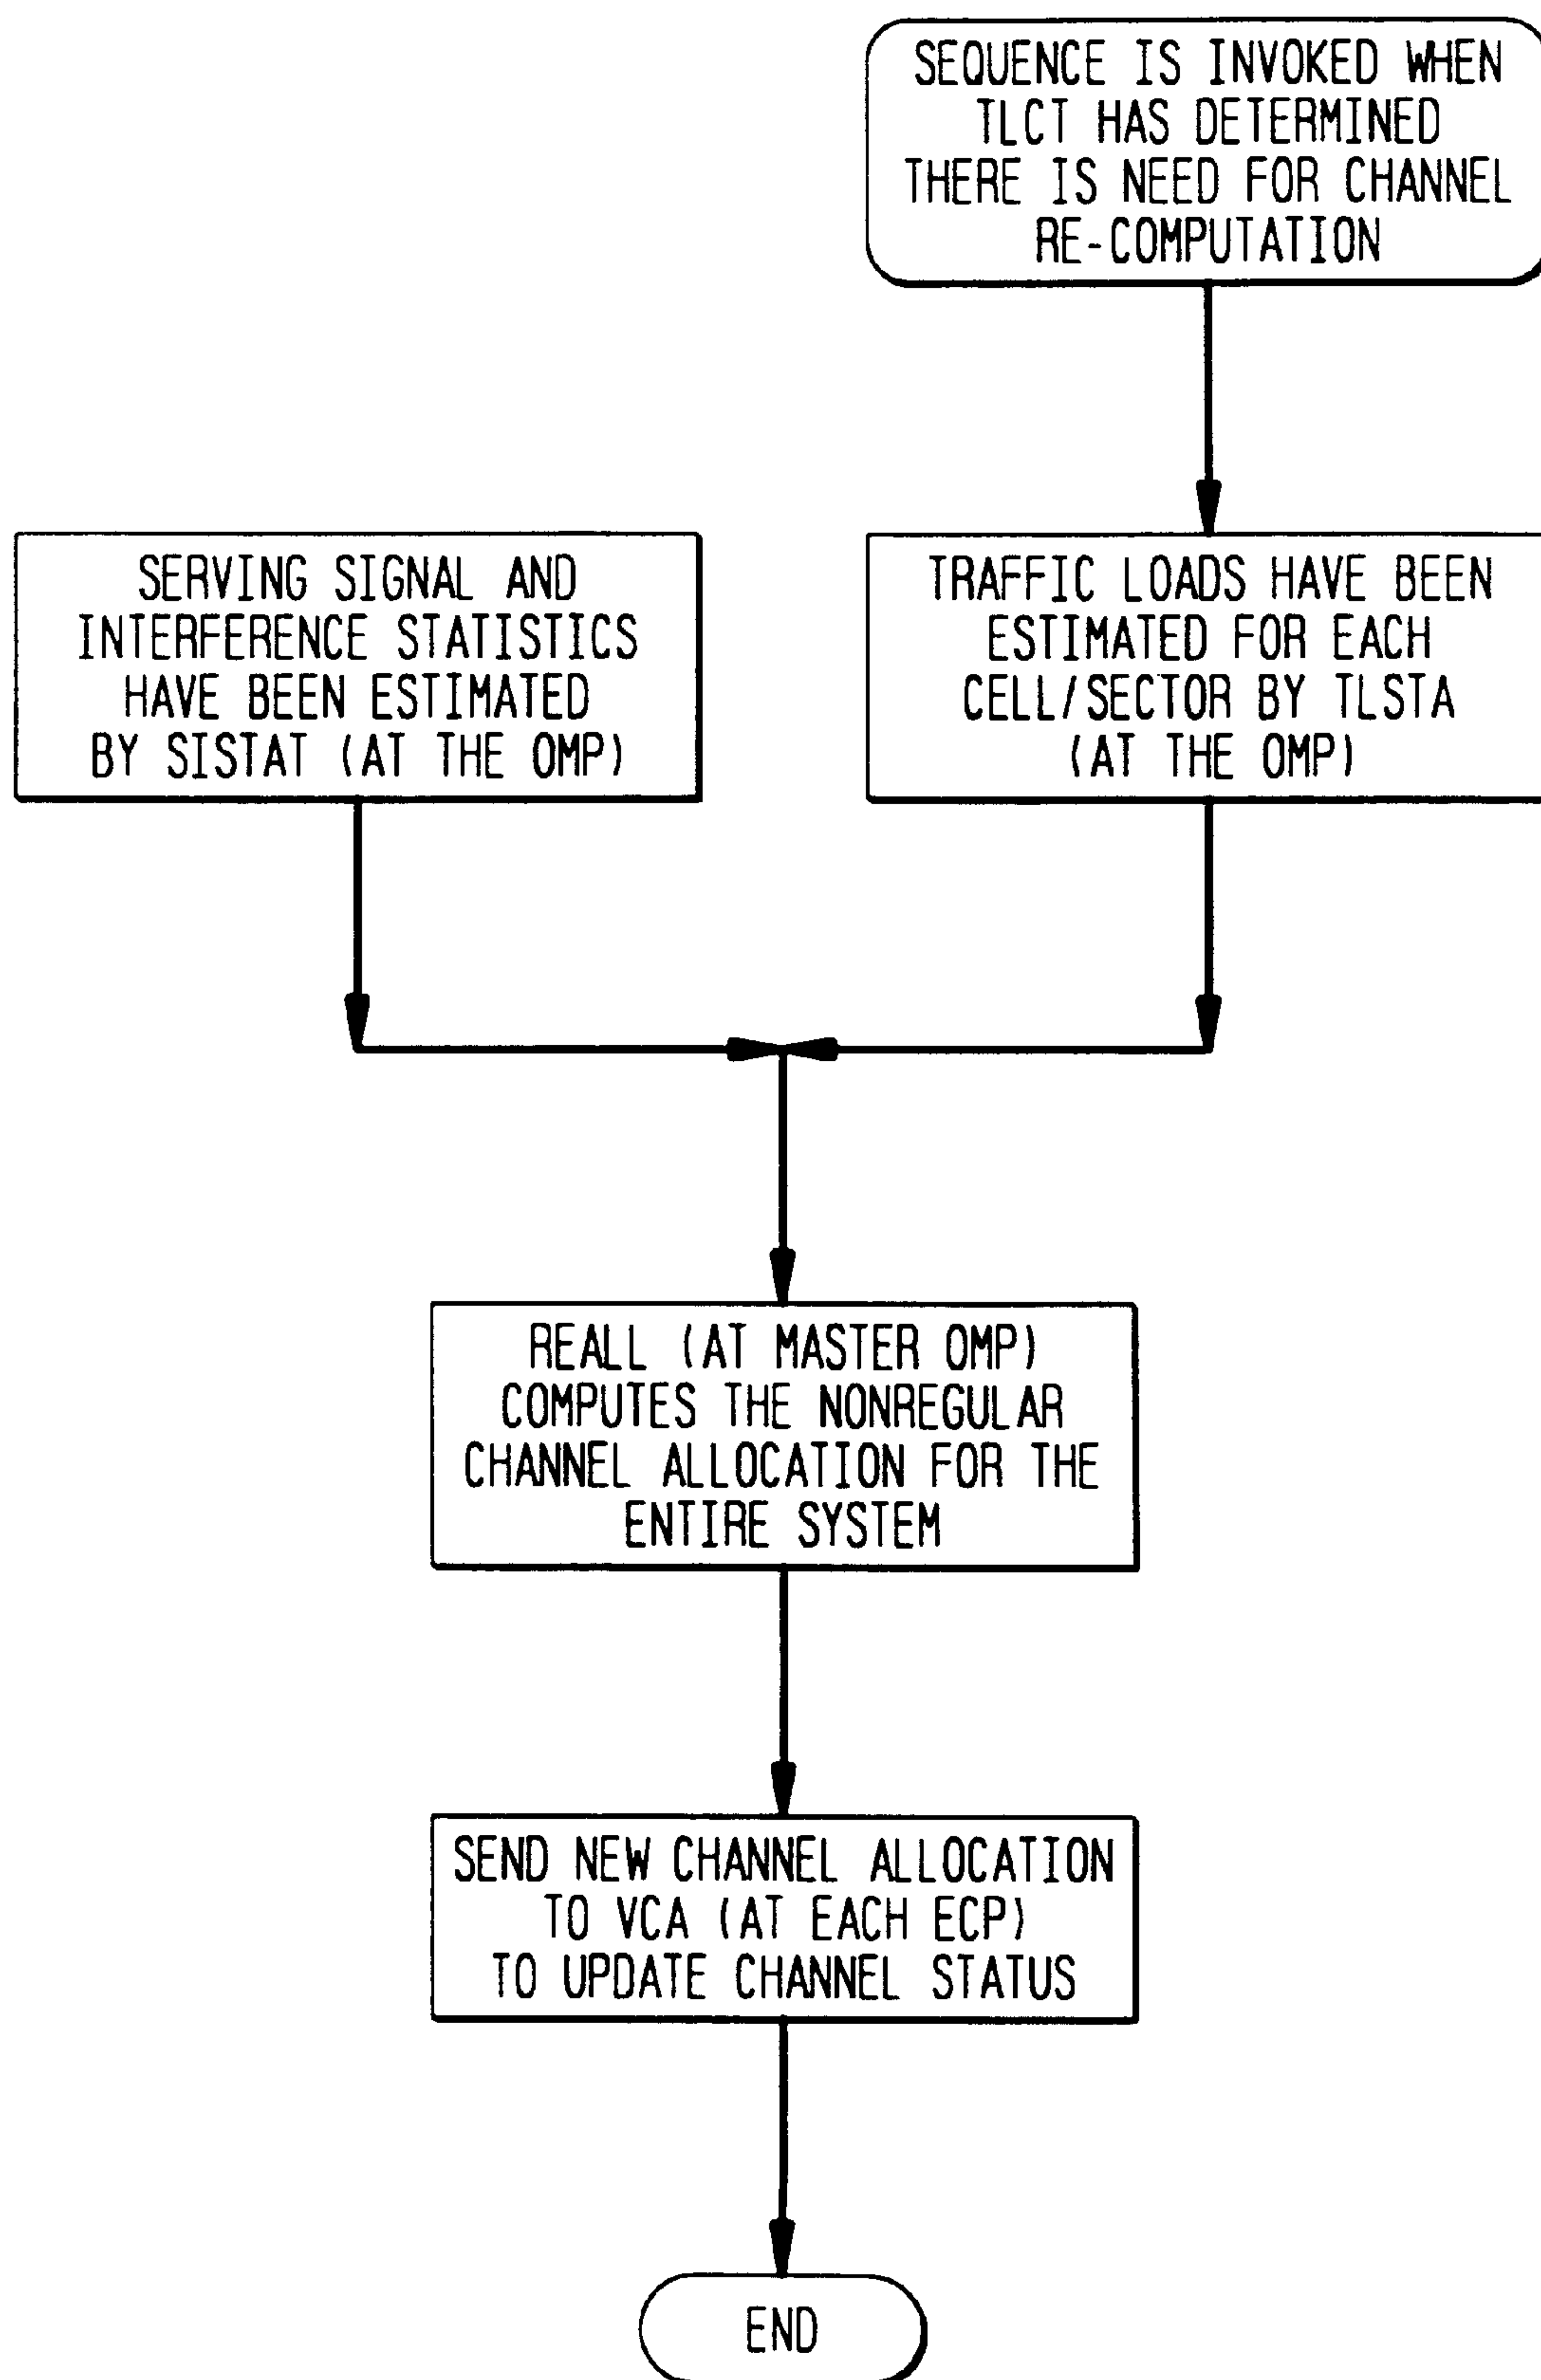 SEQUENCE IS INVOKED WHEN
TLCT HAS DETERMINED
THERE IS NEED FOR CHANNEL
RE-COMPUTATION
SERVING SIGNAL AND
INTERFERENCE STATISTICS
HAVE BEEN ESTIMATED
BY SISTAT (AT THE OMP)
TRAFFIC LOADS HAVE BEEN
ESTIMATED FOR EACH
CELL/SECTOR BY TLSTA
(AT THE OMP)
REALL (AT MASTER OMP)
COMPUTES THE NONREGULAR
CHANNEL ALLOCATION FOR THE
ENTIRE SYSTEM
SEND NEW CHANNEL ALLOCATION
TO VCA (AT EACH ECP)
TO UPDATE CHANNEL STATUS
END